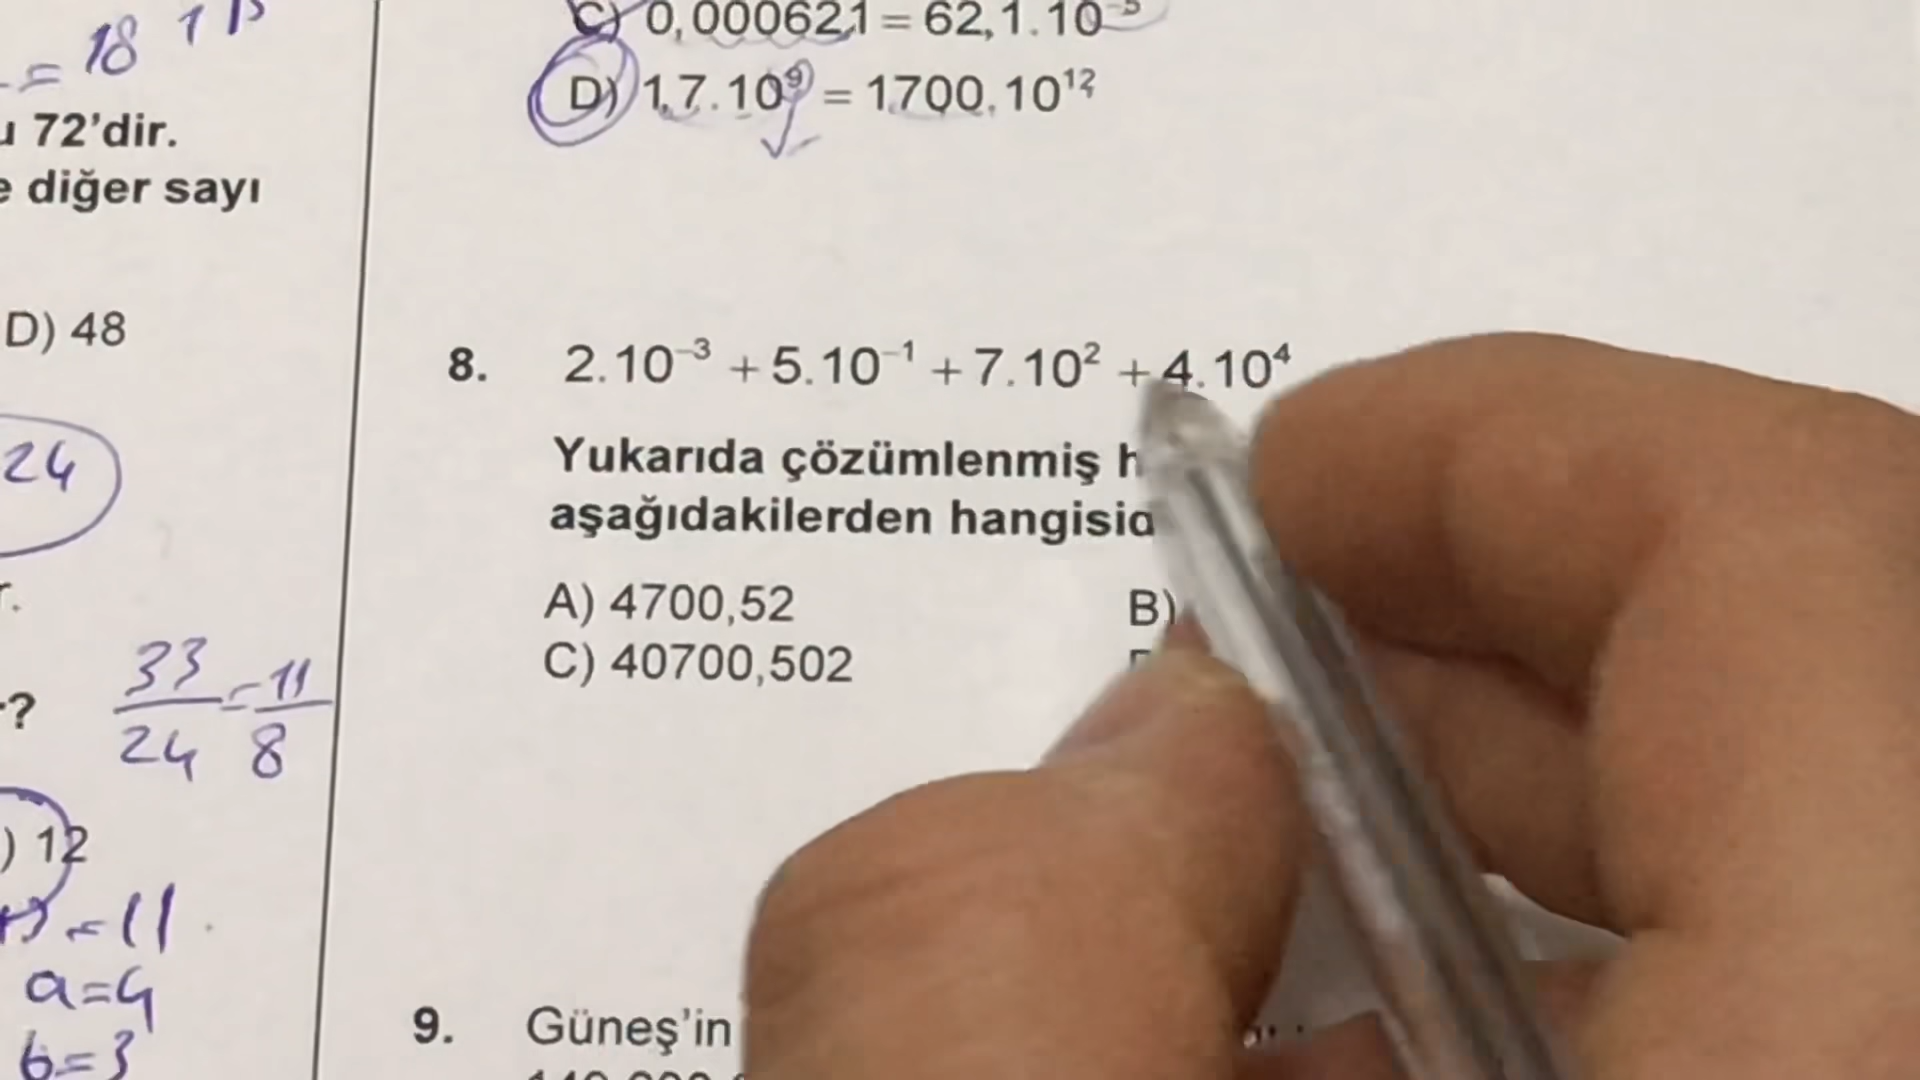 = 18
u 72'dir.
e diğer sayı
D) 48
24
?
33/24 = 11/8
) 12
= 11
a=4
b=3
C) 0,000621 = 62,1.10⁻⁵
D) 1,7.10⁹ = 1700.10¹²
8. 2.10⁻³ + 5.10⁻¹ + 7.10² + 4.10⁴
Yukarıda çözümlenmiş
aşağıdakilerden
A) 4700,52 B)
C) 40700,502
9. Güneş'in